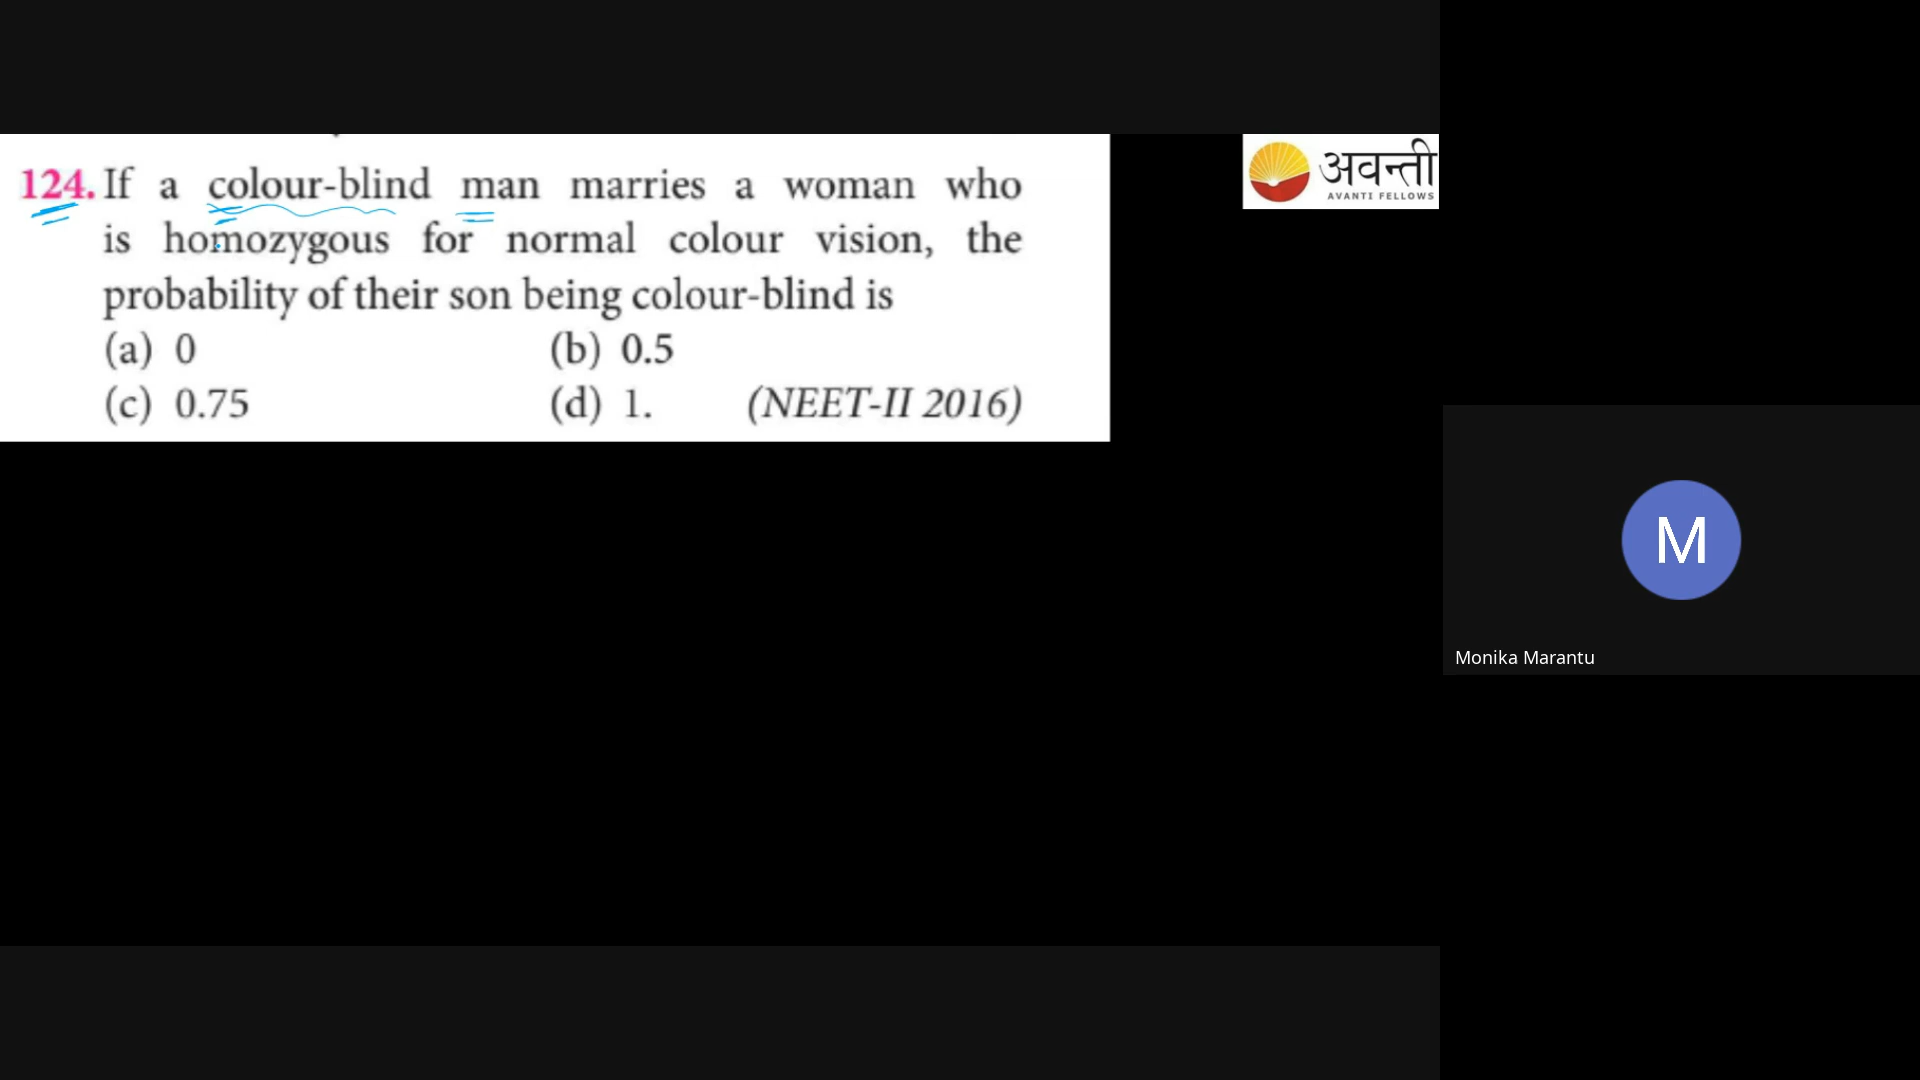 124. If a colour-blind man marries a woman who
is homozygous for normal colour vision, the
probability of their son being colour-blind is
(a) 0 (b) 0.5
(c) 0.75 (d) 1. (NEET-II 2016)
अवन्ती
AVANTI FELLOWS
M
Monika Marantu